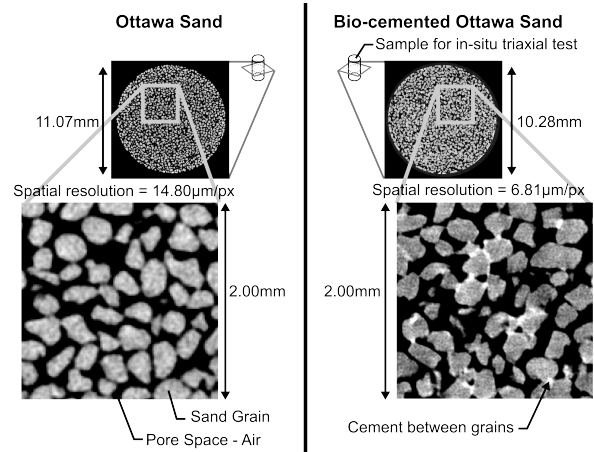 Ottawa Sand
11.07mm
Spatial resolution = 14.80µm/px
2.00mm
Sand Grain
Pore Space - Air
Bio-cemented Ottawa Sand
Sample for in-situ triaxial test
10.28mm
Spatial resolution = 6.81µm/px
2.00mm
Cement between grains